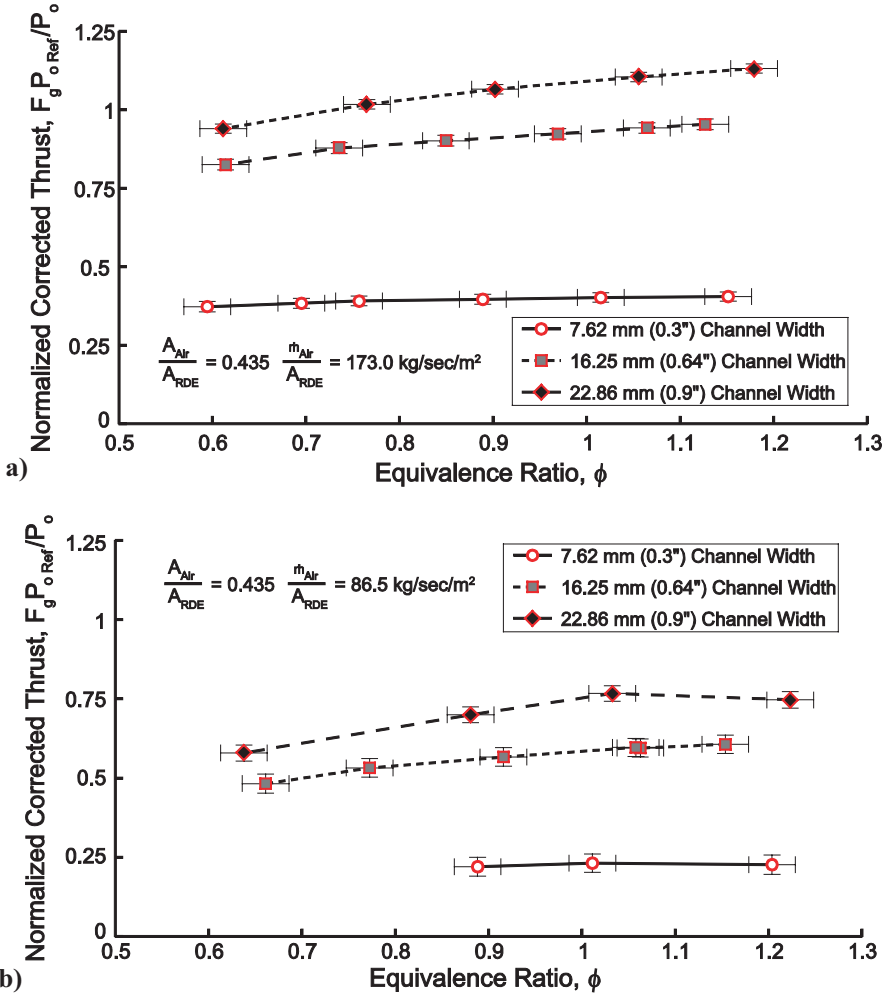 Normalized Corrected Thrust, F_g P_o Ref/P_o
1.25
1
0.75
0.5
0.25
0
A_Air/A_RDE = 0.435 ṁ_Air/A_RDE = 173.0 kg/sec/m²
7.62 mm (0.3") Channel Width
16.25 mm (0.64") Channel Width
22.86 mm (0.9") Channel Width
0.5 0.6 0.7 0.8 0.9 1 1.1 1.2 1.3
Equivalence Ratio, ϕ
a)
Normalized Corrected Thrust, F_g P_o Ref/P_o
1.25
1
0.75
0.5
0.25
0
A_Air/A_RDE = 0.435 ṁ_Air/A_RDE = 86.5 kg/sec/m²
7.62 mm (0.3") Channel Width
16.25 mm (0.64") Channel Width
22.86 mm (0.9") Channel Width
0.5 0.6 0.7 0.8 0.9 1 1.1 1.2 1.3
Equivalence Ratio, ϕ
b)